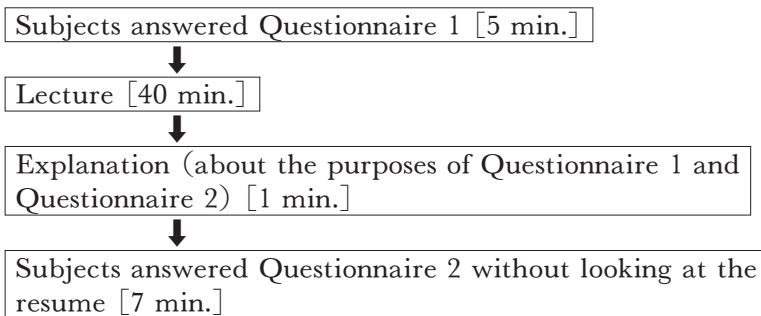 Subjects answered Questionnaire 1 [5 min.]
Lecture [40 min.]
Explanation (about the purposes of Questionnaire 1 and
Questionnaire 2) [1 min.]
Subjects answered Questionnaire 2 without looking at the
resume [7 min.]